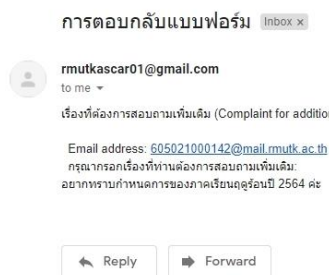 การตอบกลับแบบฟอร์ม Inbox x
rmutkascar01@gmail.com
to me
เรื่องที่ต้องการสอบถามเพิ่มเติม (Complaint for addition
Email address: 605021000142@mail.rmutk.ac.th
กรุณากรอกเรื่องที่ท่านต้องการสอบถามเพิ่มเติม:
อยากทราบกำหนดการของภาคเรียนฤดูร้อนปี 2564 ค่ะ
Reply Forward